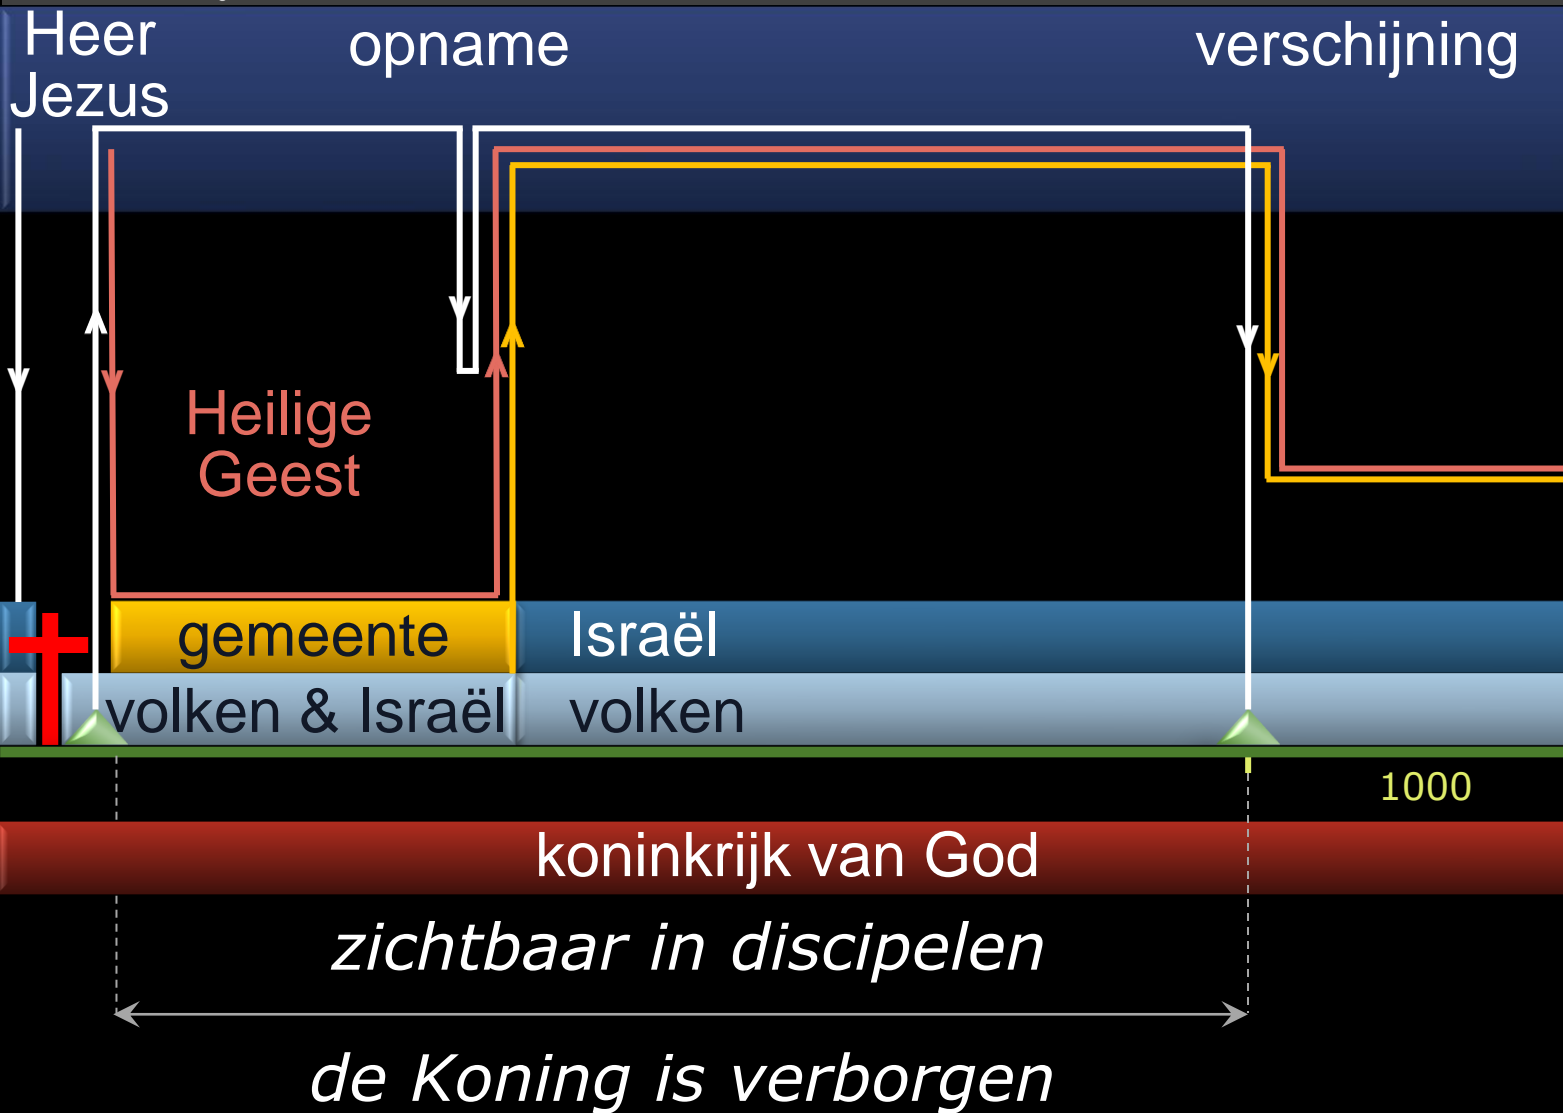 Heer
Jezus
opname
verschijning
Heilige
Geest
gemeente
Israël
volken & Israël
volken
1000
koninkrijk van God
zichtbaar in discipelen
de Koning is verborgen